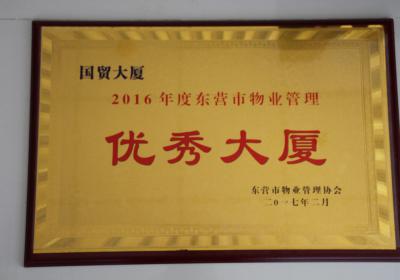 国贸大厦
2016年度东营市物业管理
优秀大厦
东营市物业管理协会
二〇一七年二月